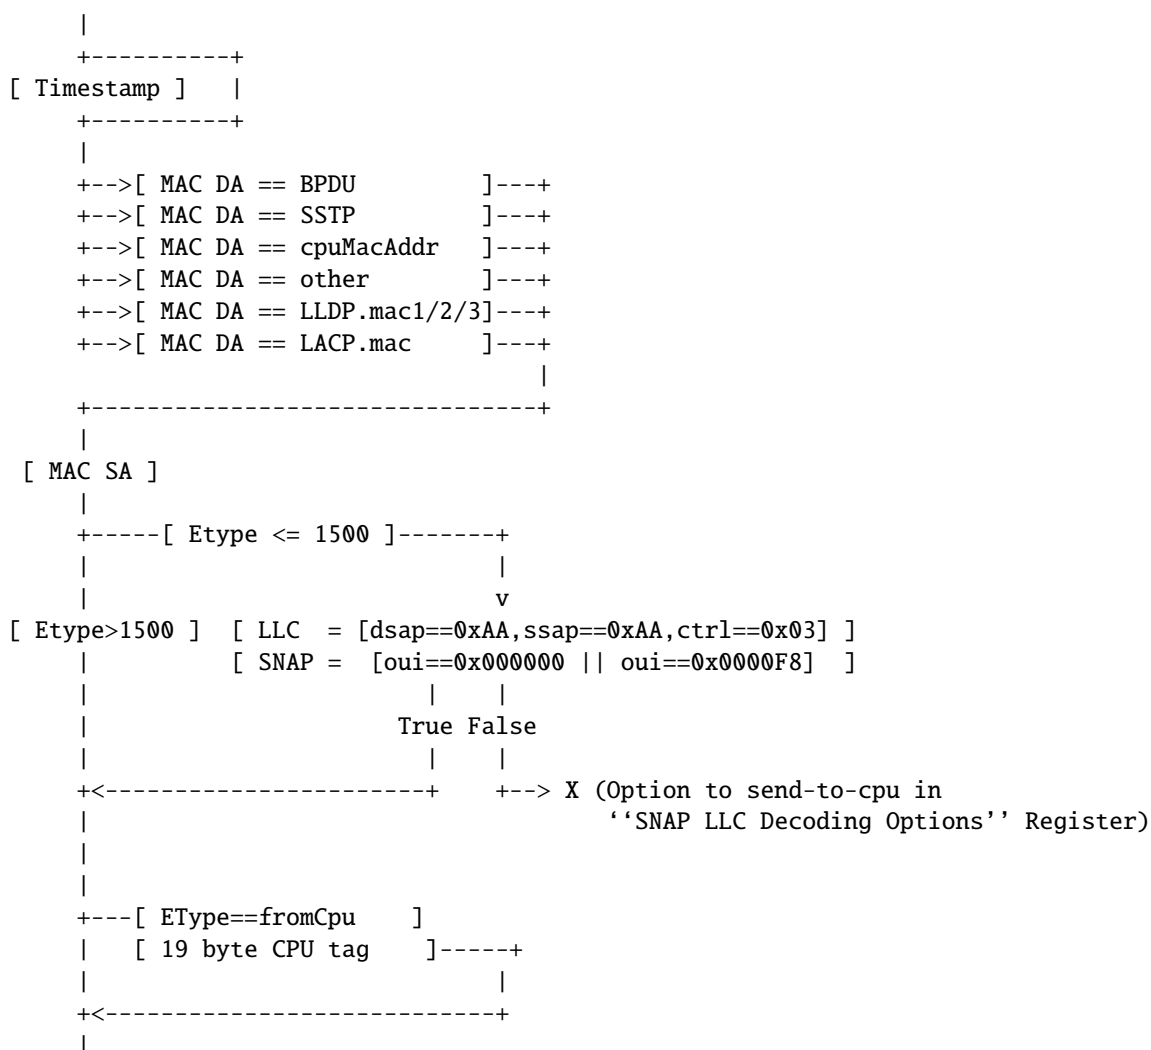 |
     +----------+
[ Timestamp ]   |
     +----------+
     |
     +-->[ MAC DA == BPDU         ]---+
     +-->[ MAC DA == SSTP         ]---+
     +-->[ MAC DA == cpuMacAddr   ]---+
     +-->[ MAC DA == other        ]---+
     +-->[ MAC DA == LLDP.mac1/2/3]---+
     +-->[ MAC DA == LACP.mac     ]---+
                                      |
     +--------------------------------+
     |
 [ MAC SA ]
     |
     +-----[ Etype <= 1500 ]-------+
     |                             |
     |                             v
[ Etype>1500 ]  [ LLC  = [dsap==0xAA,ssap==0xAA,ctrl==0x03] ]
     |          [ SNAP =  [oui==0x000000 || oui==0x0000F8]  ]
     |                        |    |
     |                      True False
     |                        |    |
     +<-----------------------+    +--> X (Option to send-to-cpu in
     |                                     ‘‘SNAP LLC Decoding Options’’ Register)
     |
     |
     +---[ EType==fromCpu    ]
     |   [ 19 byte CPU tag    ]-----+
     |                             |
     +<----------------------------+
     |